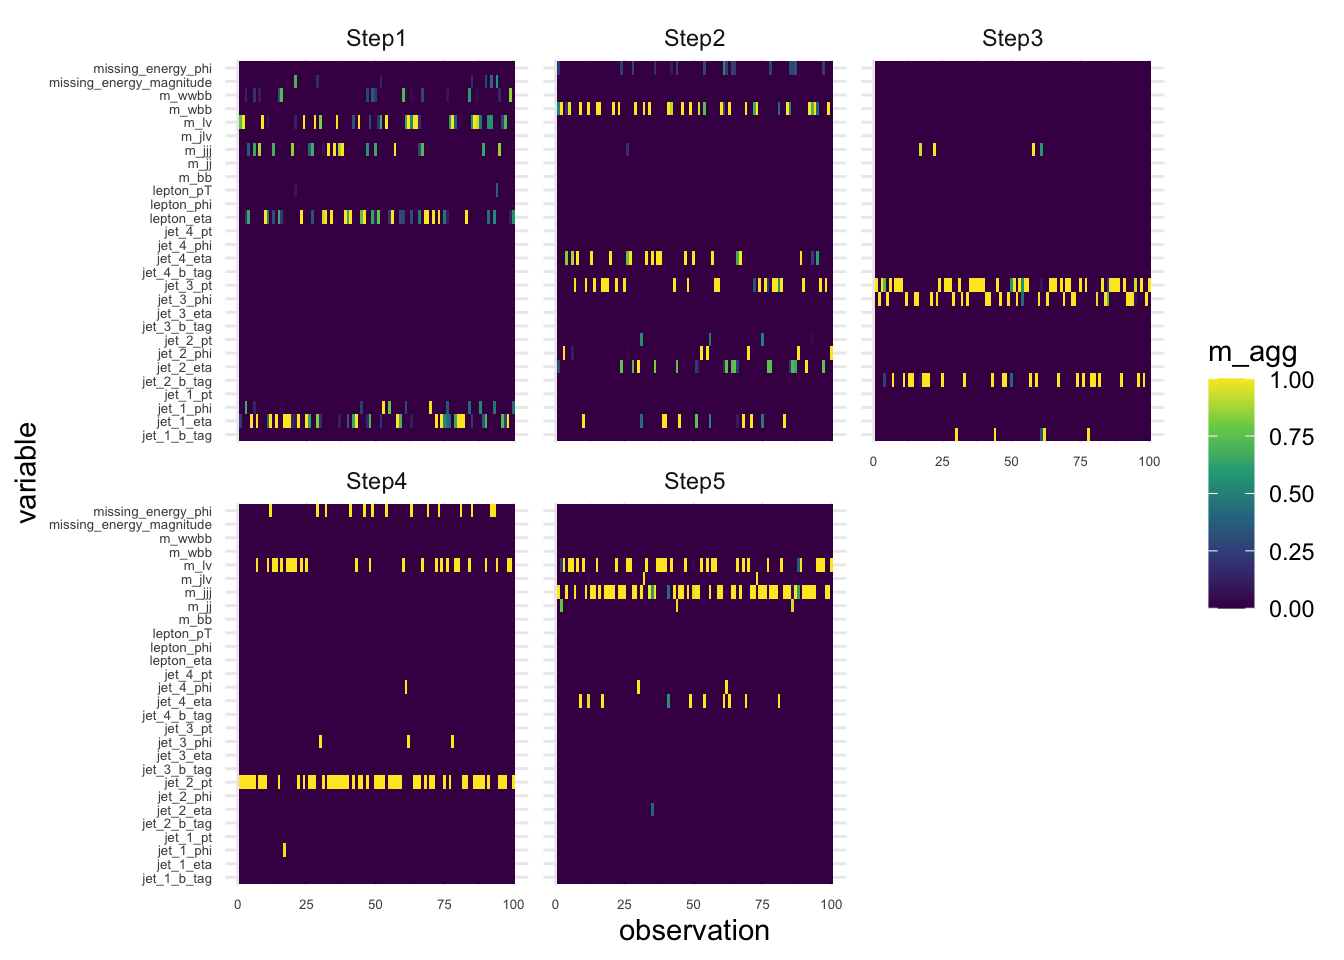 Step1
Step2
Step3
missing_energy_phi
missing_energy_magnitude
m_wwbb
m_wbb
m_lv
m_jlv
m_jjj
m_jj
m_bb
lepton_pT
lepton_phi
lepton_eta
jet_4_pt
jet_4_phi
jet_4_eta
jet_4_b_tag
jet_3_pt
jet_3_phi
jet_3_eta
jet_3_b_tag
jet_2_pt
jet_2_phi
jet_2_eta
jet_2_b_tag
jet_1_pt
jet_1_phi
jet_1_eta
jet_1_b_tag
0 25 50 75 100
Step4
Step5
missing_energy_phi
missing_energy_magnitude
m_wwbb
m_wbb
m_lv
m_jlv
m_jjj
m_jj
m_bb
lepton_pT
lepton_phi
lepton_eta
jet_4_pt
jet_4_phi
jet_4_eta
jet_4_b_tag
jet_3_pt
jet_3_phi
jet_3_eta
jet_3_b_tag
jet_2_pt
jet_2_phi
jet_2_eta
jet_2_b_tag
jet_1_pt
jet_1_phi
jet_1_eta
jet_1_b_tag
0 25 50 75 100
0 25 50 75 100
observation
variable
m_agg
1.00
0.75
0.50
0.25
0.00